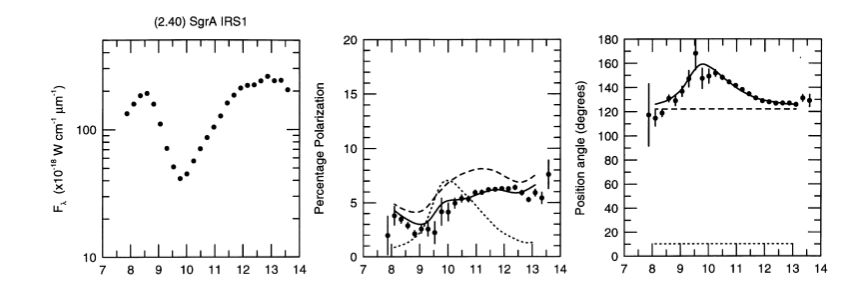 (2.40) SgrA IRS1
Fλ (x10⁻¹⁸ W cm⁻¹ μm⁻¹)
100
10
7 8 9 10 11 12 13 14
Percentage Polarization
20
15
10
5
0
7 8 9 10 11 12 13 14
Position angle (degrees)
180
160
140
120
100
80
60
40
20
0
7 8 9 10 11 12 13 14